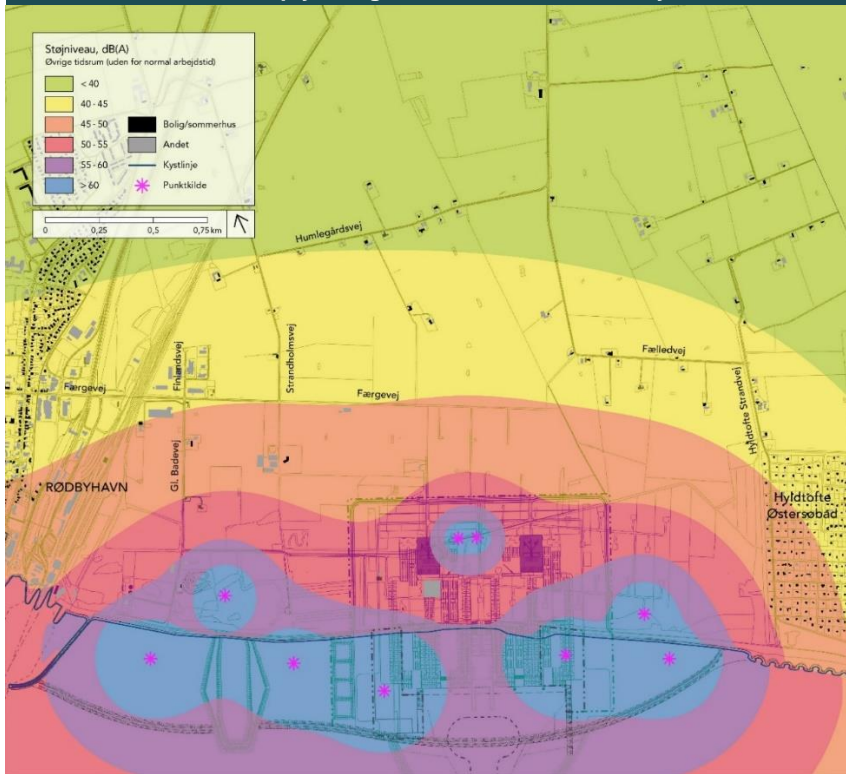 Støjniveau, dB(A)
Øvrige tidsrum (uden for normal arbejdstid)
< 40
40 - 45
45 - 50
50 - 55
55 - 60
> 60
Bolig/sommerhus
Andet
Kystlinje
Punktkilde
0 0,25 0,5 0,75 km
Humlegårdsvej
Finlandsvej
Strandholmsvej
Fælledvej
Færgevej
Færgevej
Hyldtofte Strandvej
Gl. Badevej
RØDBYHAVN
Hyldtofte
Østersøbad